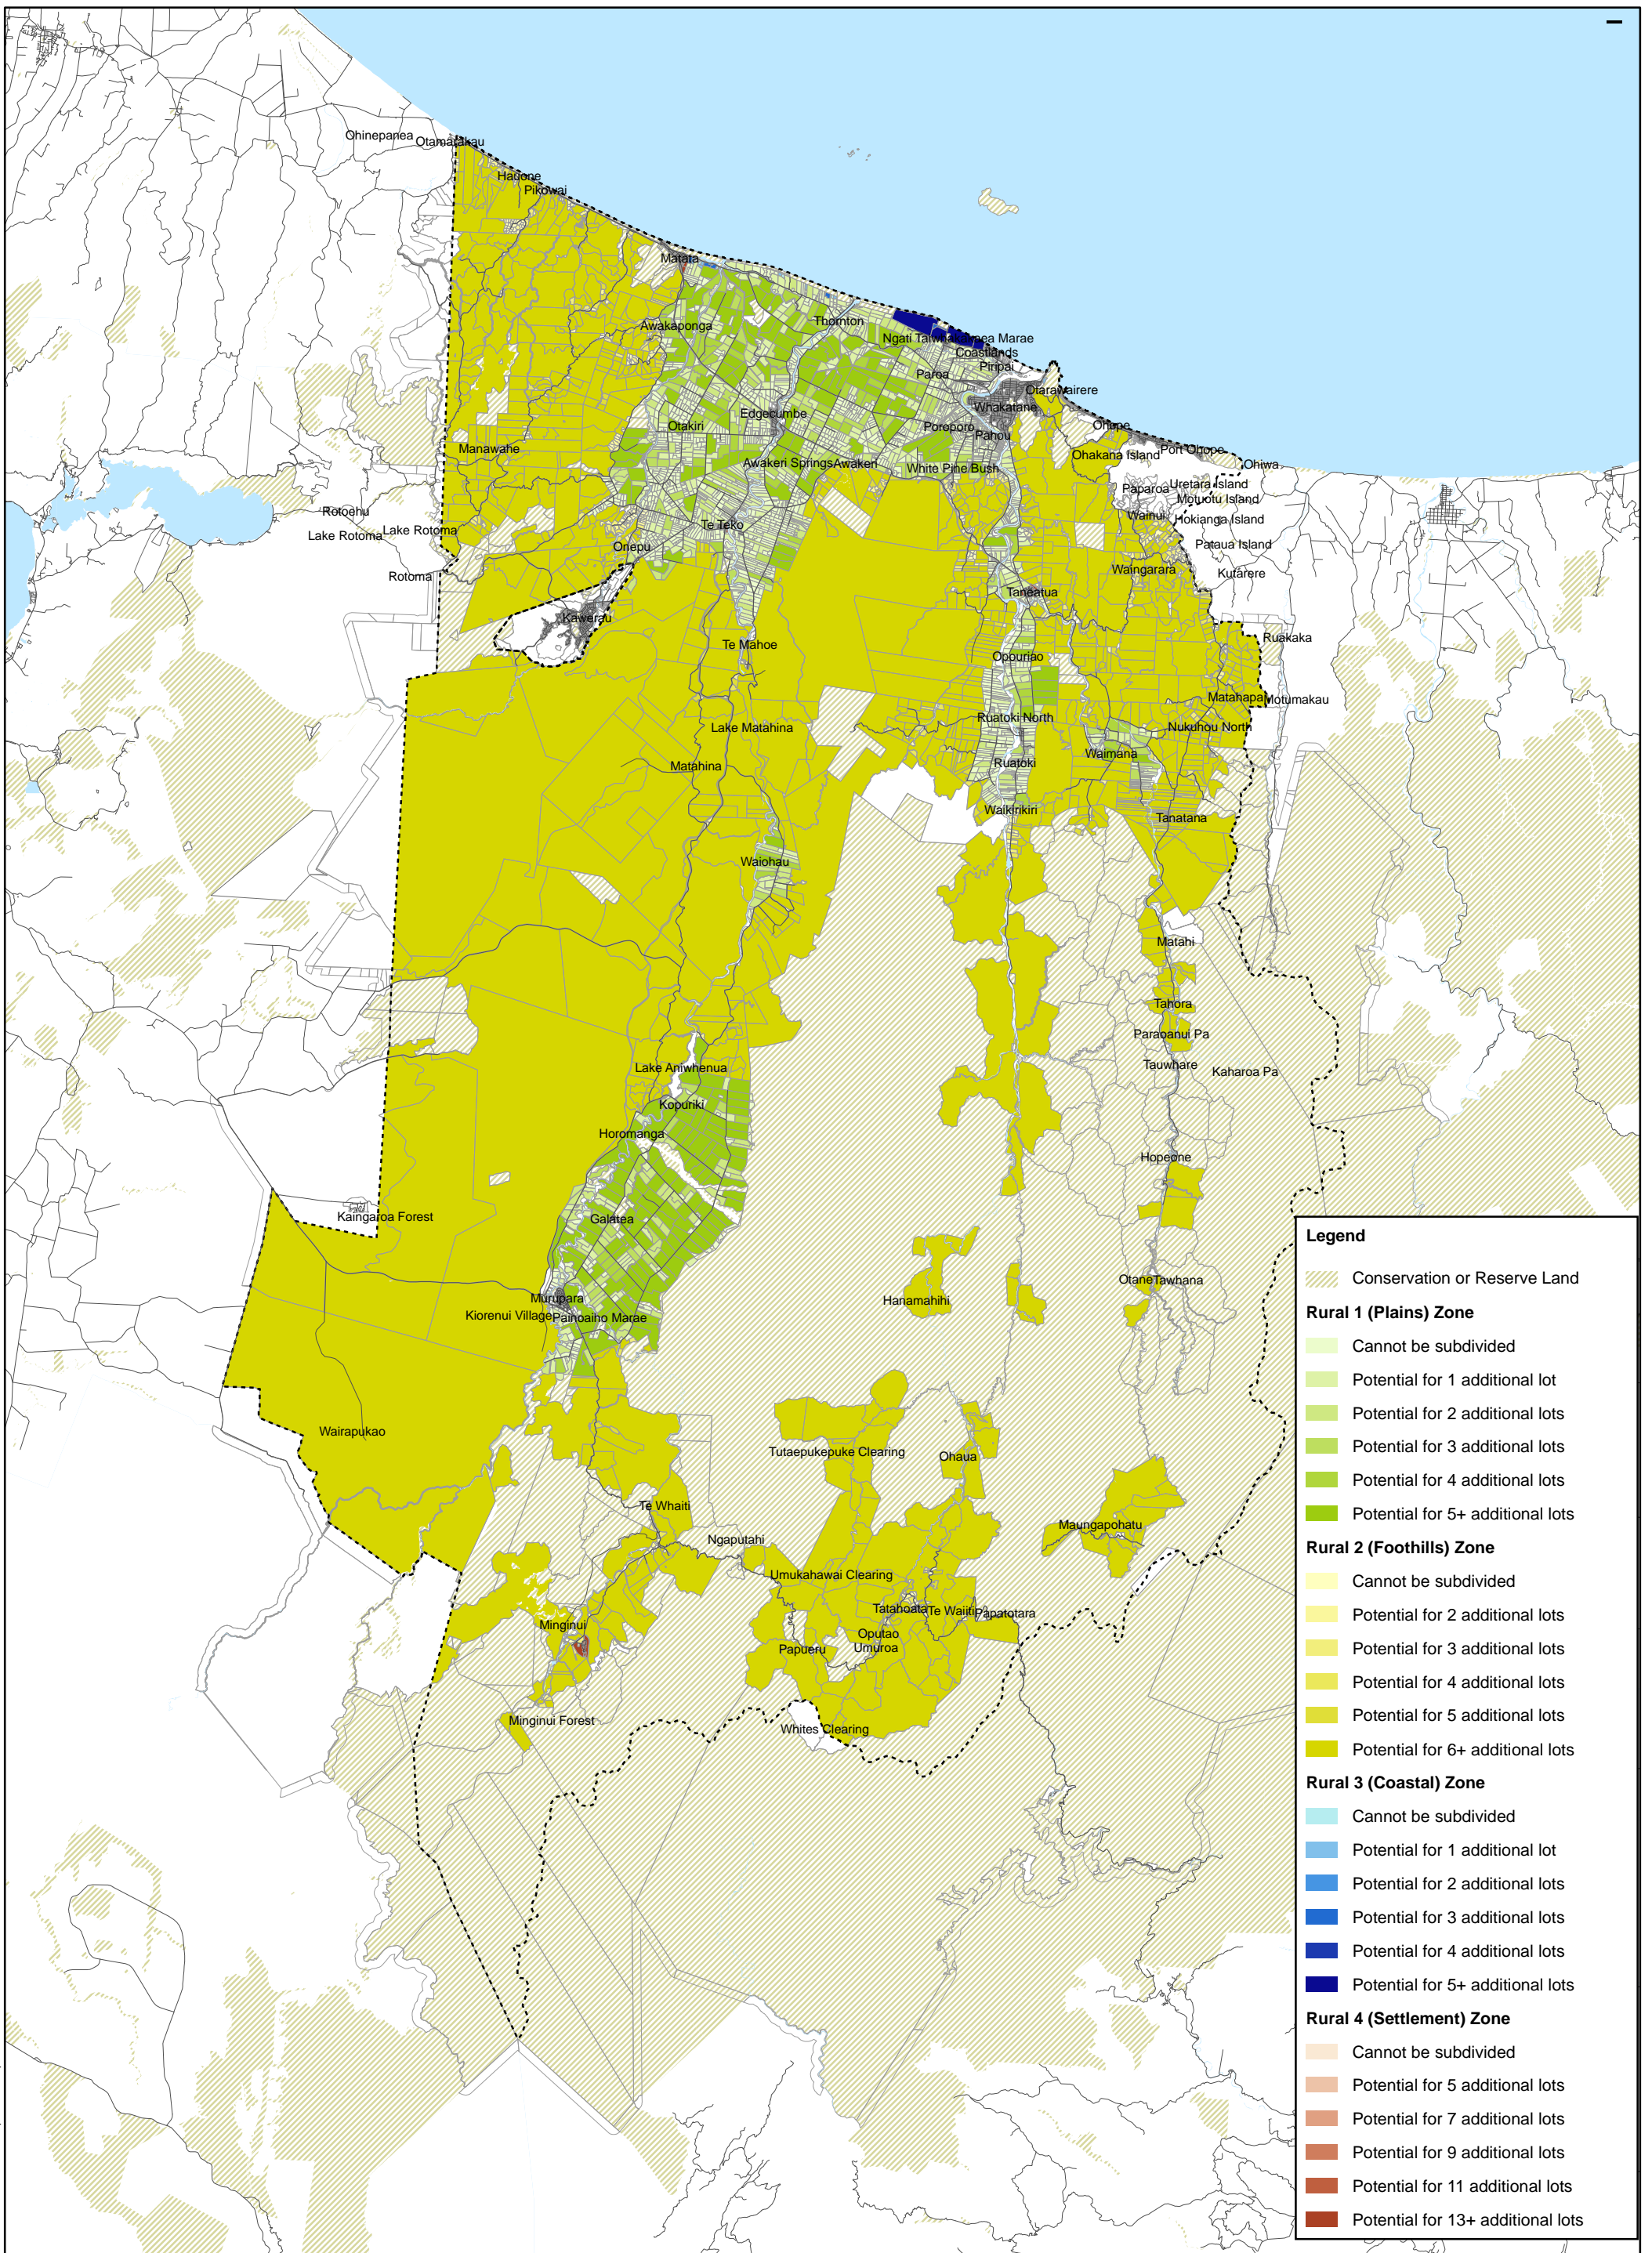 Ohinepanea
Otamarakau
Hauone
Pikowai
Matata
Awakaponga
Thornton
Coastlands
Piripai
Paroa
Otarawairere
Whakatane
Edgecumbe
Otakiri
Poroporo
Pahou
Ohope
Port Ohope
Manawahe
Ohakana Island
Awakeri Springs
Awakeri
White Pine Bush
Ohiwa
Uretara Island
Paparoa
Motuotu Island
Rotoehu
Wainui
Hokianga Island
Te Teko
Lake Rotoma
Lake Rotoma
Onepu
Pataua Island
Rotoma
Waingarara
Kutarere
Taneatua
Kawerau
Te Mahoe
Ruakaka
Opouriao
Matahapa
Motumakau
Ruatoki North
Lake Matahina
Nukuhou North
Waimana
Matahina
Ruatoki
Waikirikiri
Tanatana
Waiohau
Matahi
Tahora
Paraoanui Pa
Lake Aniwhenua
Tauwhare
Kaharoa Pa
Kopuriki
Horomanga
Hopeone
Kaingaroa Forest
Galatea
Otane
Tawhana
Murupara
Hanamahihi
Kiorenui Village
Painoaiho Marae
Wairapukao
Tutaepukepuke Clearing
Ohaua
Te Whaiti
Maungapohatu
Ngaputahi
Umukahawai Clearing
Tatahoata
Te Waiiti
Papatotara
Minginui
Oputao
Papueru
Umuroa
Minginui Forest
Whites Clearing
Legend
Conservation or Reserve Land
Rural 1 (Plains) Zone
Cannot be subdivided
Potential for 1 additional lot
Potential for 2 additional lots
Potential for 3 additional lots
Potential for 4 additional lots
Potential for 5+ additional lots
Rural 2 (Foothills) Zone
Cannot be subdivided
Potential for 2 additional lots
Potential for 3 additional lots
Potential for 4 additional lots
Potential for 5 additional lots
Potential for 6+ additional lots
Rural 3 (Coastal) Zone
Cannot be subdivided
Potential for 1 additional lot
Potential for 2 additional lots
Potential for 3 additional lots
Potential for 4 additional lots
Potential for 5+ additional lots
Rural 4 (Settlement) Zone
Cannot be subdivided
Potential for 5 additional lots
Potential for 7 additional lots
Potential for 9 additional lots
Potential for 11 additional lots
Potential for 13+ additional lots